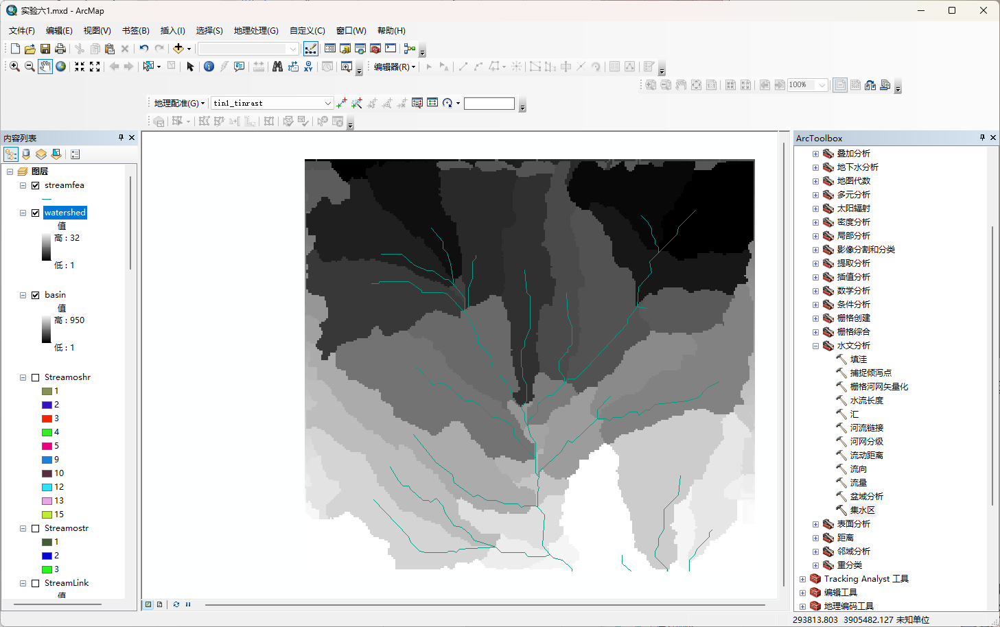 实验六1.mxd - ArcMap
文件(F) 编辑(E) 视图(V) 书签(B) 插入(I) 选择(S) 地理处理(G) 自定义(C) 窗口(W) 帮助(H)
编辑器(R)
100%
地理配准(G) tin1_tinrast
内容列表
图层
streamfea
watershed
值
高 : 32
低 : 1
basin
值
高 : 950
低 : 1
Streamoshr
1
2
3
4
5
9
10
12
13
15
Streamostr
1
2
3
StreamLink
值
ArcToolbox
叠加分析
地下水分析
地图代数
多元分析
太阳辐射
密度分析
局部分析
影像分割和分类
提取分析
插值分析
数学分析
条件分析
栅格创建
栅格综合
水文分析
填洼
捕捉倾泻点
栅格河网矢量化
水流长度
汇
河流链接
河网分级
流动距离
流向
流量
盆域分析
集水区
表面分析
距离
邻域分析
重分类
Tracking Analyst 工具
编辑工具
地理编码工具
293813.803 3905482.127 未知单位